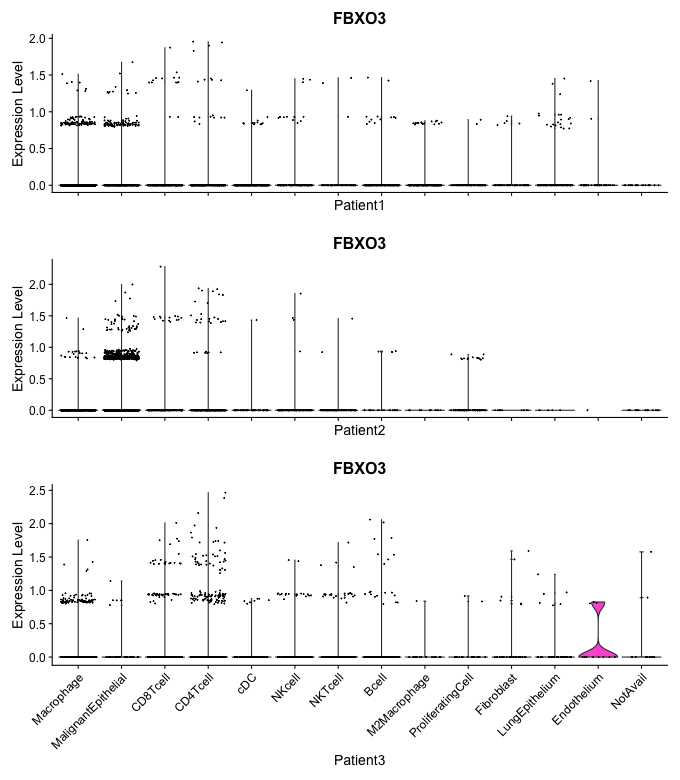 FBXO3
Expression Level
2.0
1.5
1.0
0.5
0.0
Patient1
FBXO3
Expression Level
2.0
1.5
1.0
0.5
0.0
Patient2
FBXO3
Expression Level
2.5
2.0
1.5
1.0
0.5
0.0
Macrophage
MalignantEpithelial
CD8Tcell
CD4Tcell
cDC
NKcell
NKTcell
Bcell
M2Macrophage
ProliferatingCell
Fibroblast
LungEpithelium
Endothelium
NotAvail
Patient3